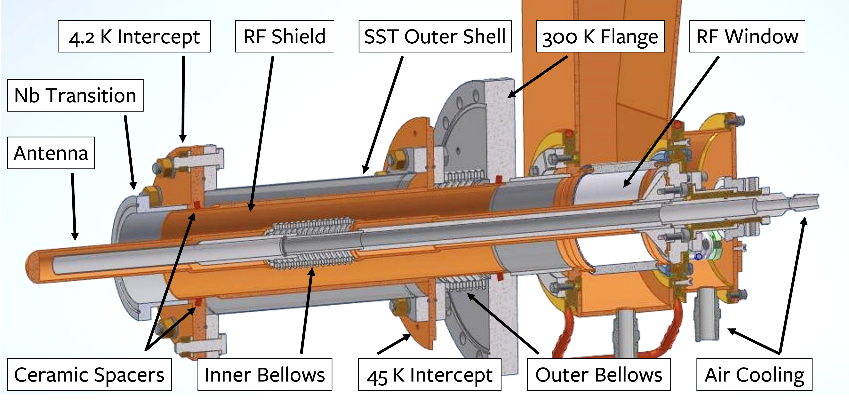 4.2 K Intercept
RF Shield
SST Outer Shell
300 K Flange
RF Window
Nb Transition
Antenna
Ceramic Spacers
Inner Bellows
45 K Intercept
Outer Bellows
Air Cooling